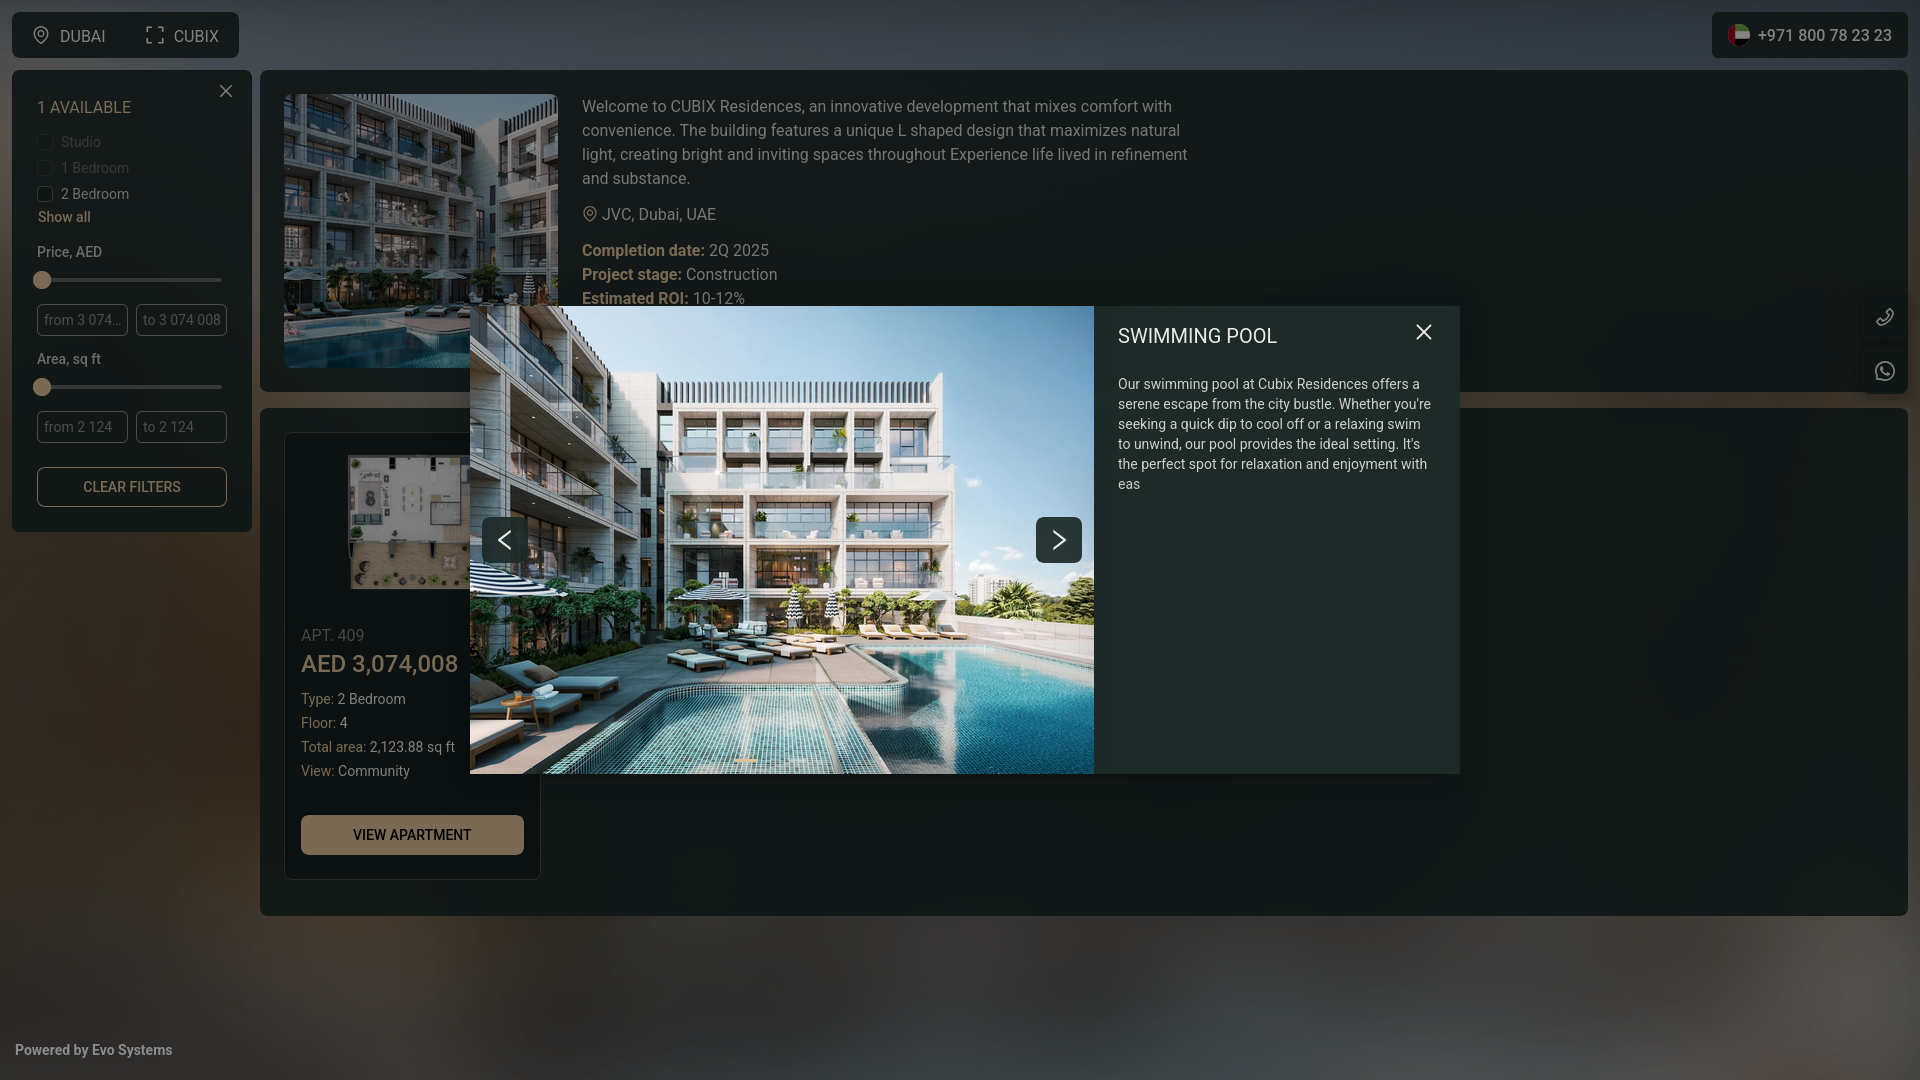 DUBAI
CUBIX
+971 800 78 23 23
1 AVAILABLE
Studio
1 Bedroom
2 Bedroom
Show all
Price, AED
from 3 074...
to 3 074 008
Area, sq ft
from 2 124
to 2 124
CLEAR FILTERS
Welcome to CUBIX Residences, an innovative development that mixes comfort with
convenience. The building features a unique L shaped design that maximizes natural
light, creating bright and inviting spaces throughout Experience life lived in refinement
and substance.
JVC, Dubai, UAE
Completion date: 2Q 2025
Project stage: Construction
Estimated ROI: 10-12%
SWIMMING POOL
Our swimming pool at Cubix Residences offers a
serene escape from the city bustle. Whether you're
seeking a quick dip to cool off or a relaxing swim
to unwind, our pool provides the ideal setting. It's
the perfect spot for relaxation and enjoyment with
eas
APT. 409
AED 3,074,008
Type: 2 Bedroom
Floor: 4
Total area: 2,123.88 sq ft
View: Community
VIEW APARTMENT
Powered by Evo Systems